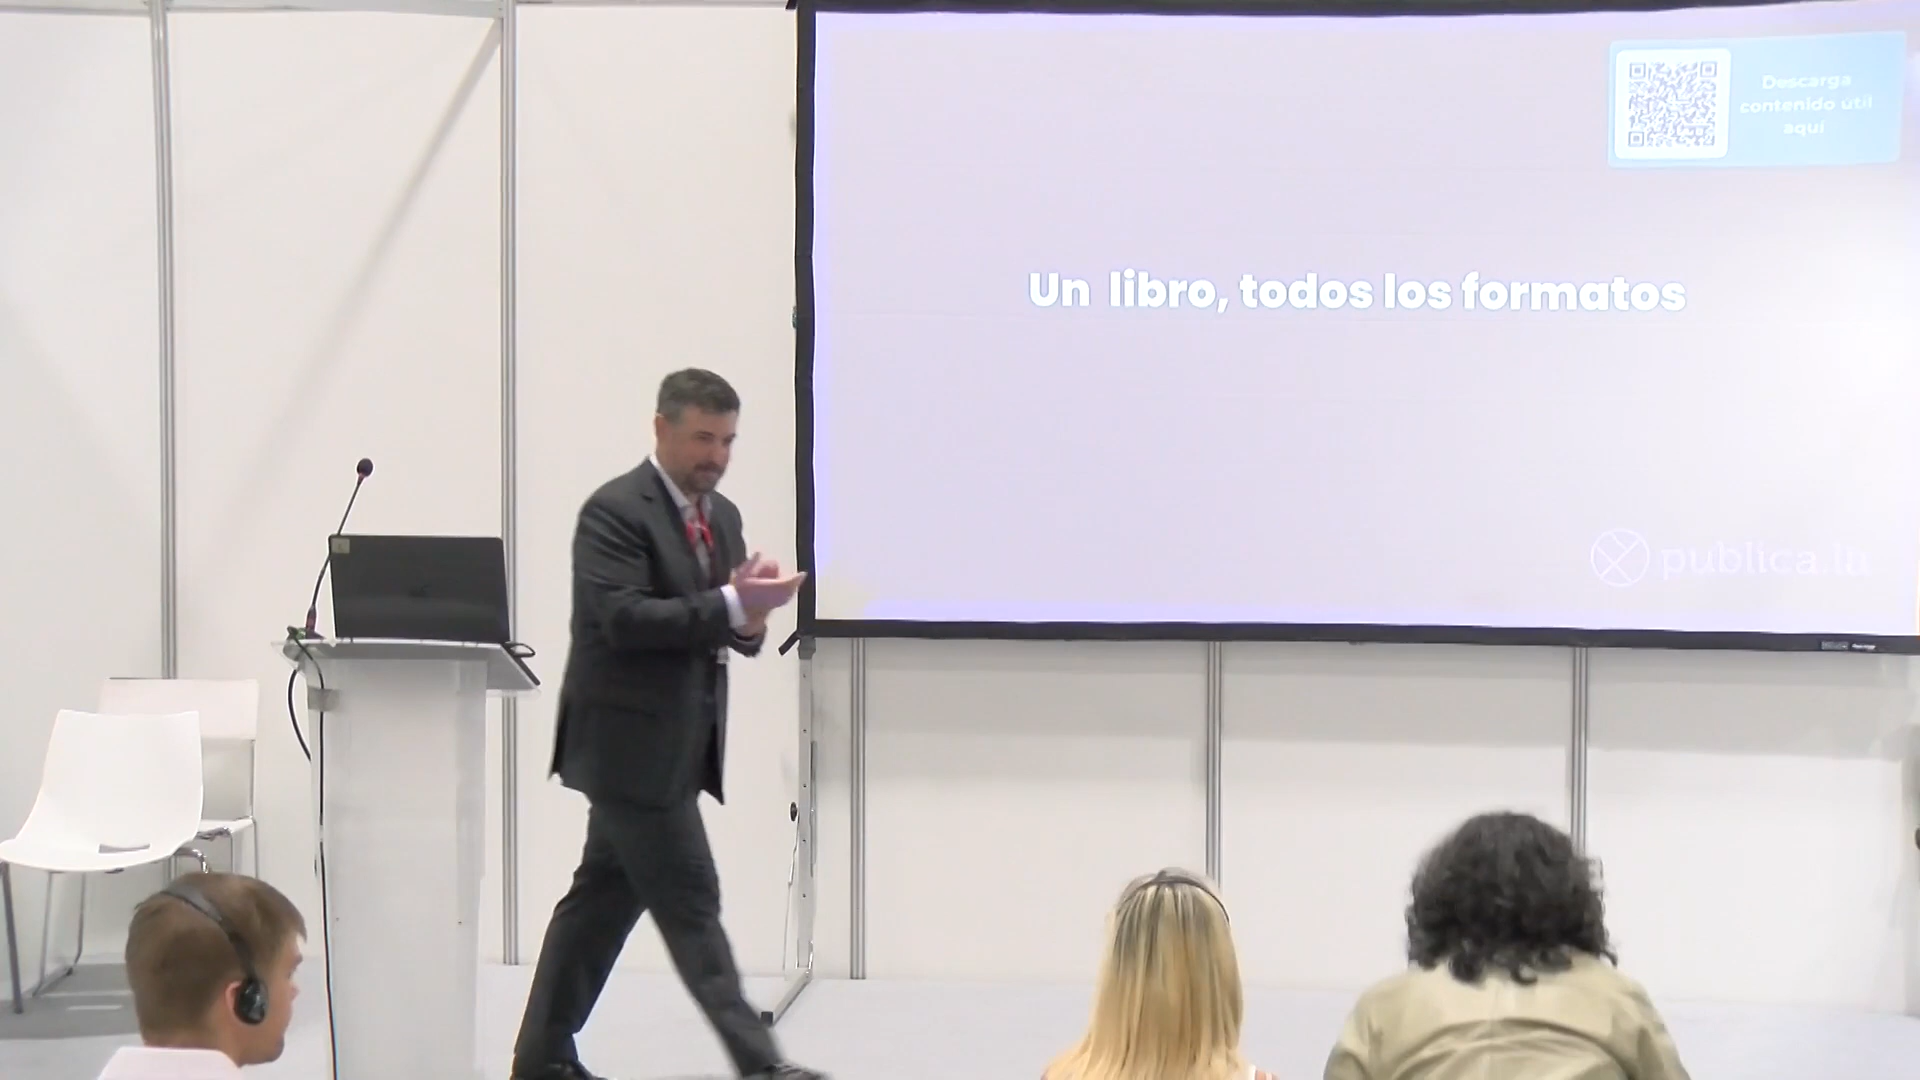 Descarga
contenido útil
aquí
Un libro, todos los formatos
publica.la